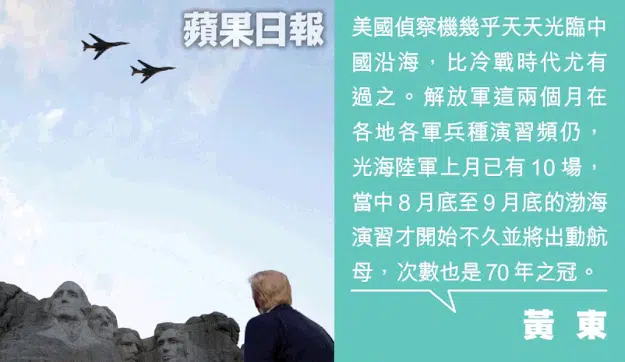 蘋果日報
美國偵察機幾乎天天光臨中
國沿海，比冷戰時代尤有
過之。解放軍這兩個月在
各地各軍兵種演習頻仍，
光海陸軍上月已有10場，
當中8月底至9月底的渤海
演習才開始不久並將出動航
母，次數也是70年之冠。
黃東